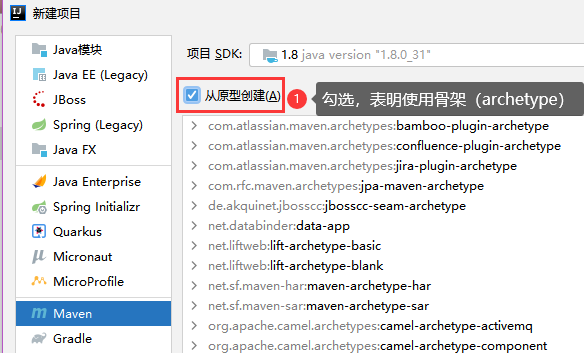 新建项目
Java模块
Java EE (Legacy)
JBoss
Spring (Legacy)
Java FX
Java Enterprise
Spring Initializr
Quarkus
Micronaut
MicroProfile
Maven
Gradle
项目 SDK: 1.8 java version "1.8.0_31"
从原型创建(A) 1 勾选，表明使用骨架（archetype）
com.atlassian.maven.archetypes:bamboo-plugin-archetype
com.atlassian.maven.archetypes:confluence-plugin-archetype
com.atlassian.maven.archetypes:jira-plugin-archetype
com.rfc.maven.archetypes:jpa-maven-archetype
de.akquinet.jbosscc:jbosscc-seam-archetype
net.databinder:data-app
net.liftweb:lift-archetype-basic
net.liftweb:lift-archetype-blank
net.sf.maven-har:maven-archetype-har
net.sf.maven-sar:maven-archetype-sar
org.apache.camel.archetypes:camel-archetype-activemq
org.apache.camel.archetypes:camel-archetype-component